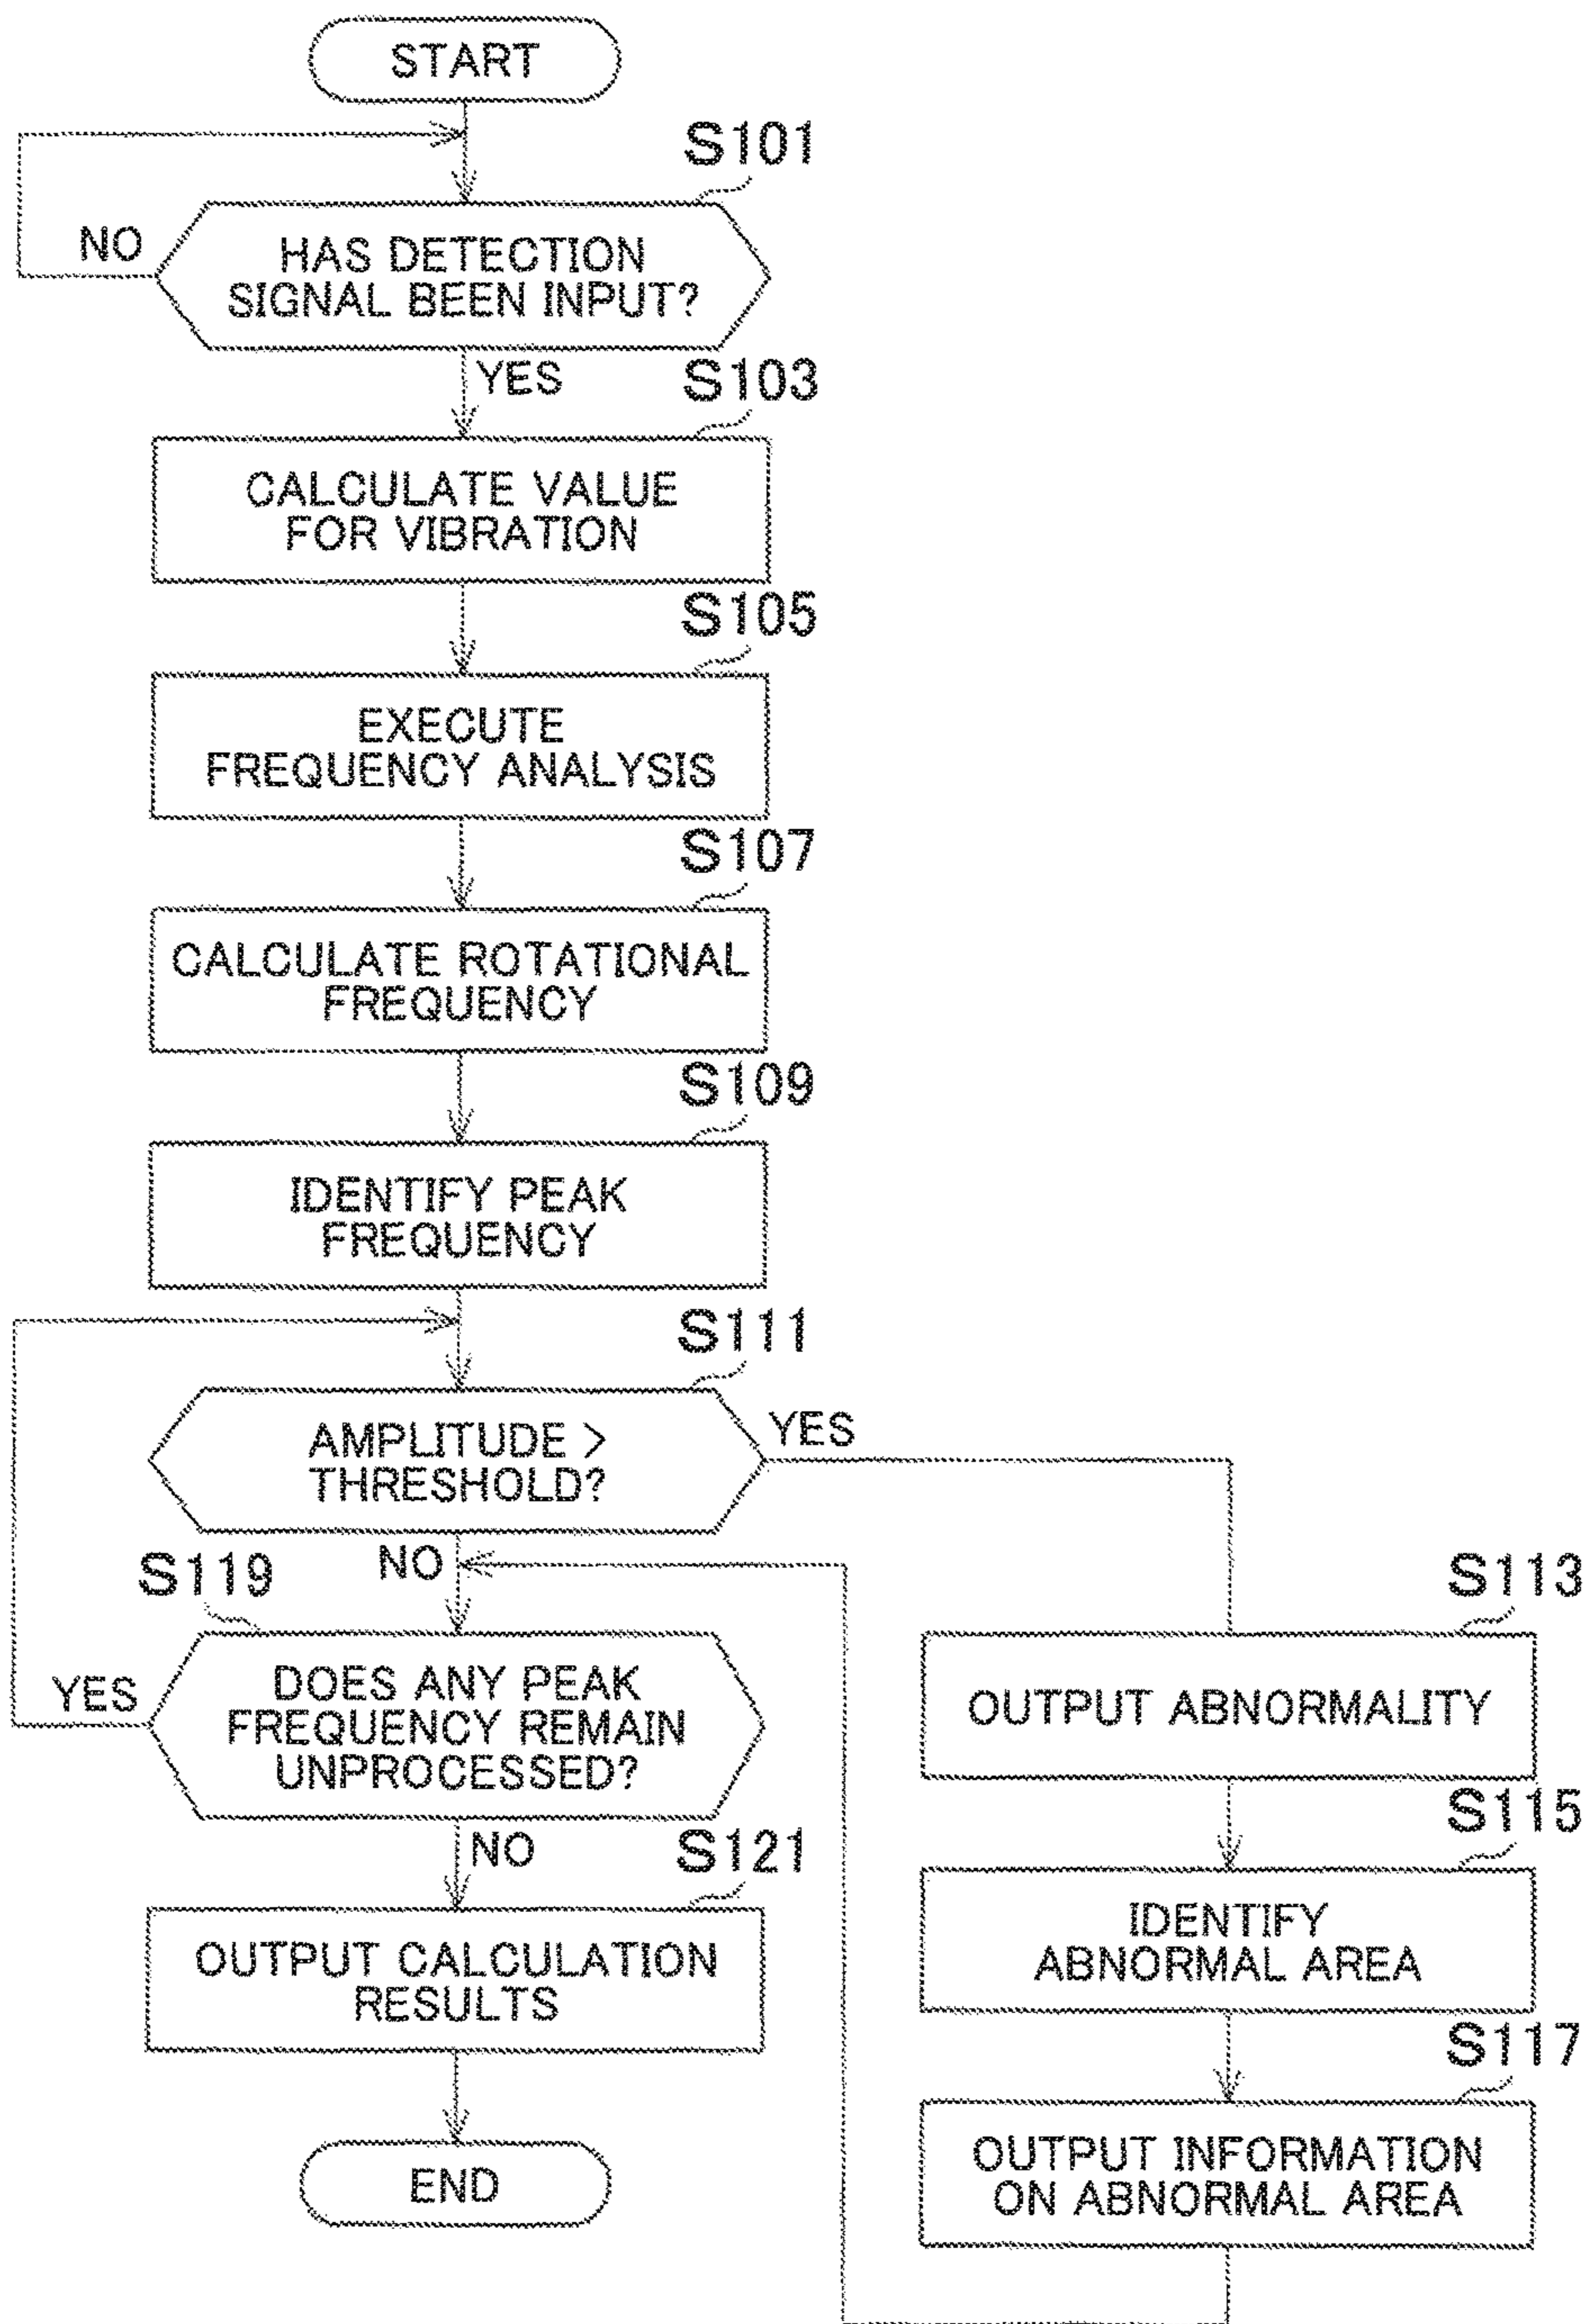 START
S101
NO
HAS DETECTION
SIGNAL BEEN INPUT?
YES
S103
CALCULATE VALUE
FOR VIBRATION
S105
EXECUTE
FREQUENCY ANALYSIS
S107
CALCULATE ROTATIONAL
FREQUENCY
S109
IDENTIFY PEAK
FREQUENCY
S111
AMPLITUDE >
THRESHOLD?
YES
NO
S119
DOES ANY PEAK
FREQUENCY REMAIN
UNPROCESSED?
YES
NO
S121
OUTPUT CALCULATION
RESULTS
END
S113
OUTPUT ABNORMALITY
S115
IDENTIFY
ABNORMAL AREA
S117
OUTPUT INFORMATION
ON ABNORMAL AREA